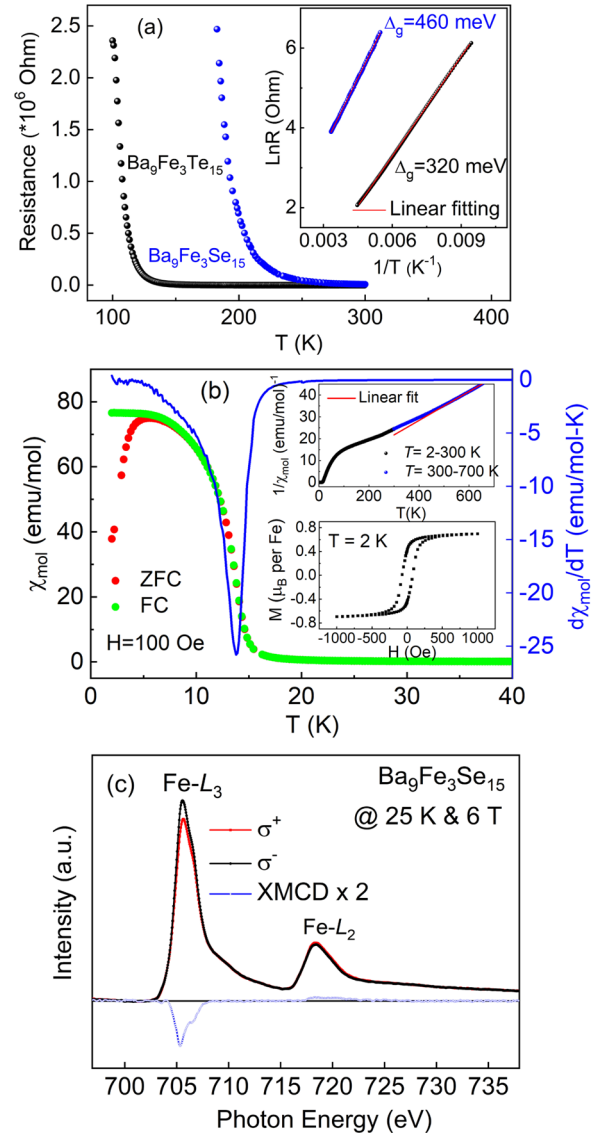 (a)
Resistance (*10⁶ Ohm)
2.5
2.0
1.5
1.0
0.5
0.0
100
200
300
400
T (K)
Ba₉Fe₃Te₁₅
Ba₉Fe₃Se₁₅
Δg=460 meV
LnR (Ohm)
6
4
2
Δg=320 meV
Linear fitting
0.003
0.006
0.009
1/T (K⁻¹)
(b)
χmol (emu/mol)
80
60
40
20
0
ZFC
FC
H=100 Oe
0
10
20
30
40
T (K)
dχmol/dT (emu/mol-K)
0
-5
-10
-15
-20
-25
1/χmol (emu/mol)⁻¹
40
30
20
10
0
Linear fit
T= 2-300 K
T= 300-700 K
0
200
400
600
T(K)
M (μB per Fe)
0.8
0.4
0.0
-0.4
-0.8
T = 2 K
-1000
-500
0
500
1000
H (Oe)
(c)
Fe-L₃
Ba₉Fe₃Se₁₅
@ 25 K & 6 T
σ⁺
σ⁻
XMCD x 2
Fe-L₂
Intensity (a.u.)
700
705
710
715
720
725
730
735
Photon Energy (eV)